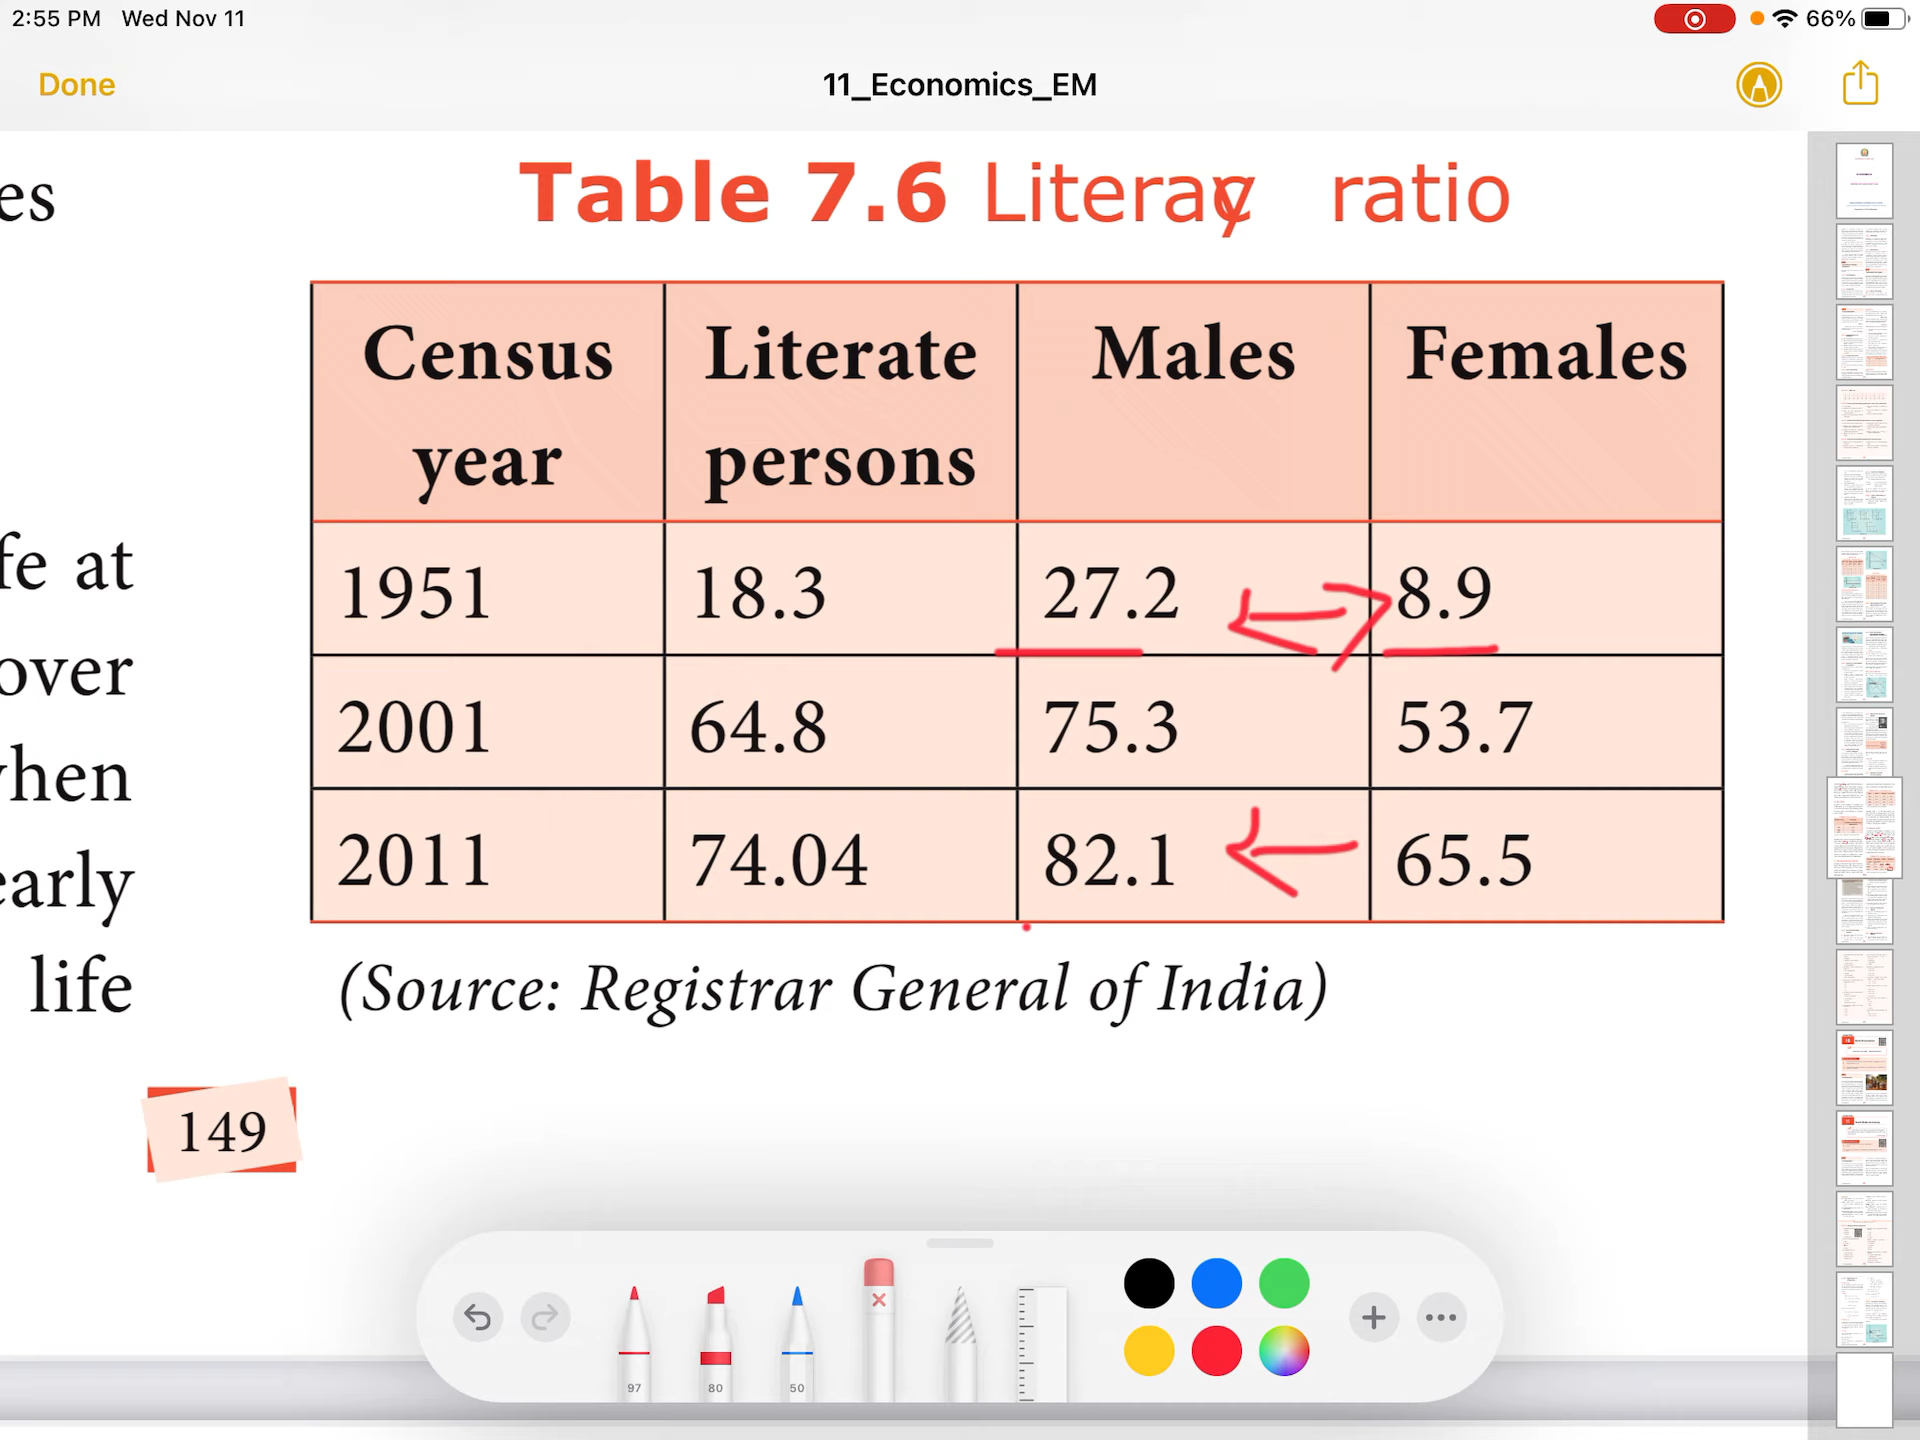 2:55 PM Wed Nov 11
66%
Done
11_Economics_EM
es
fe at
over
when
early
life
Table 7.6 Literacy ratio
Census year | Literate persons | Males | Females
1951 | 18.3 | 27.2 | 8.9
2001 | 64.8 | 75.3 | 53.7
2011 | 74.04 | 82.1 | 65.5
(Source: Registrar General of India)
149
97 80 50